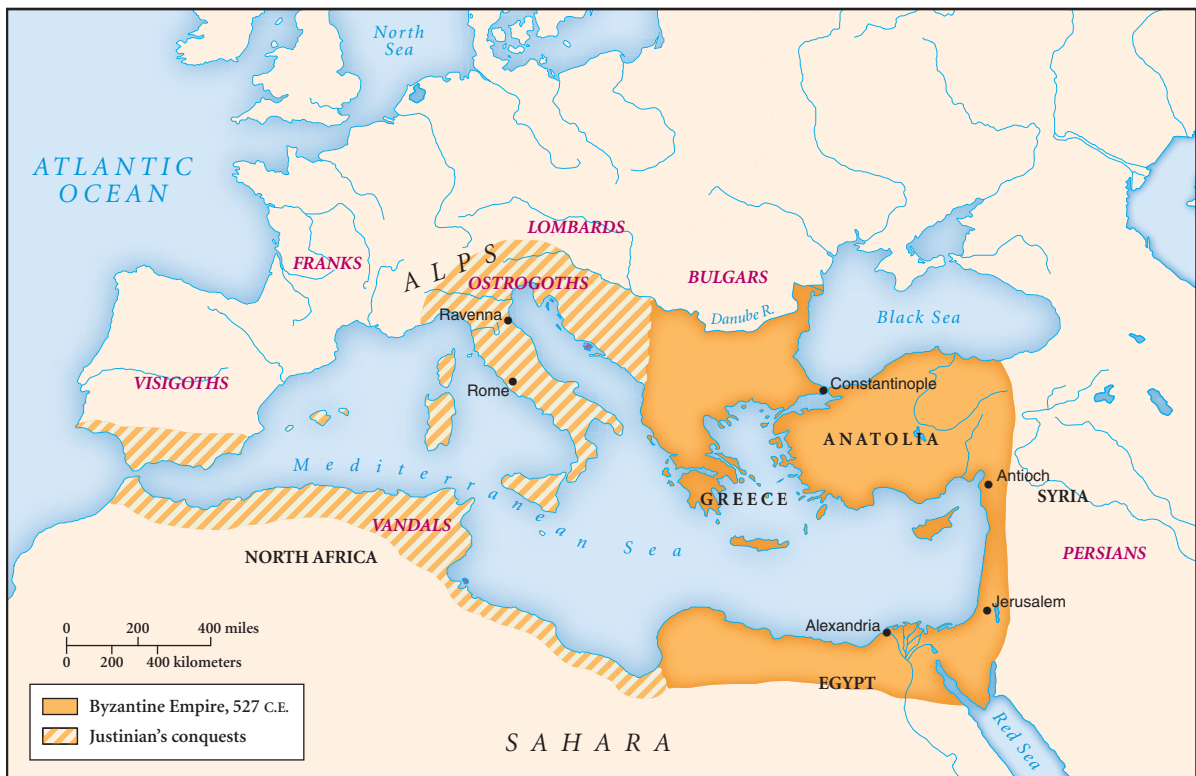 North
Sea
ATLANTIC
OCEAN
LOMBARDS
FRANKS
ALPS
OSTROGOTHS
BULGARS
Danube R.
Ravenna
Black Sea
VISIGOTHS
Rome
Constantinople
ANATOLIA
Mediterranean Sea
Antioch
GREECE
SYRIA
VANDALS
NORTH AFRICA
PERSIANS
Jerusalem
Alexandria
0 200 400 miles
0 200 400 kilometers
EGYPT
Byzantine Empire, 527 C.E.
Justinian's conquests
SAHARA
Red Sea